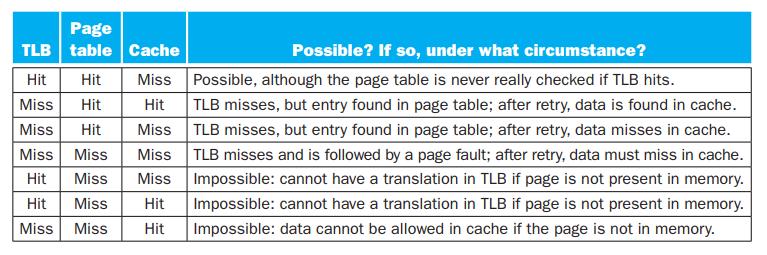 TLB Page table Cache Possible? If so, under what circumstance?
Hit Hit Miss Possible, although the page table is never really checked if TLB hits.
Miss Hit Hit TLB misses, but entry found in page table; after retry, data is found in cache.
Miss Hit Miss TLB misses, but entry found in page table; after retry, data misses in cache.
Miss Miss Miss TLB misses and is followed by a page fault; after retry, data must miss in cache.
Hit Miss Miss Impossible: cannot have a translation in TLB if page is not present in memory.
Hit Miss Hit Impossible: cannot have a translation in TLB if page is not present in memory.
Miss Miss Hit Impossible: data cannot be allowed in cache if the page is not in memory.